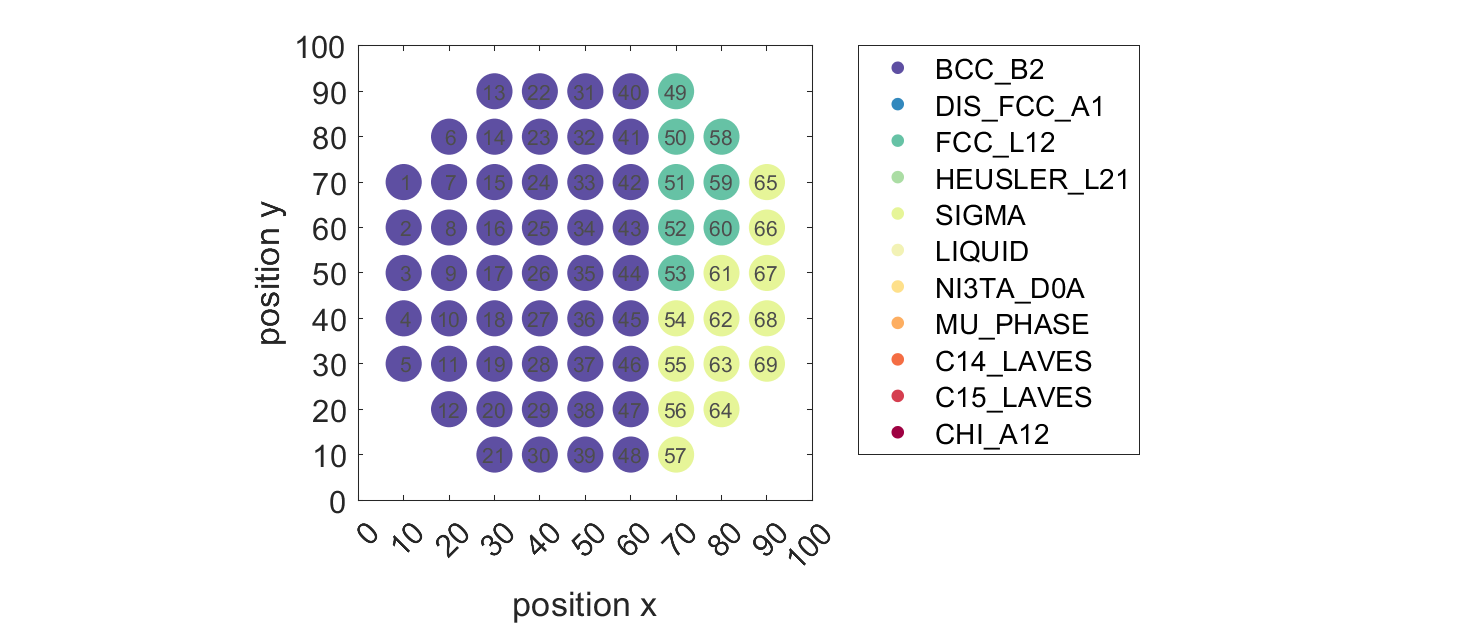 100
90
80
70
60
50
40
30
20
10
0
13 22 31 40 49
6 14 23 32 41 50 58
1 7 15 24 33 42 51 59 65
2 8 16 25 34 43 52 60 66
3 9 17 26 35 44 53 61 67
4 10 18 27 36 45 54 62 68
5 11 19 28 37 46 55 63 69
12 20 29 38 47 56 64
21 30 39 48 57
0 10 20 30 40 50 60 70 80 90 100
position x
position y
BCC_B2
DIS_FCC_A1
FCC_L12
HEUSLER_L21
SIGMA
LIQUID
NI3TA_D0A
MU_PHASE
C14_LAVES
C15_LAVES
CHI_A12